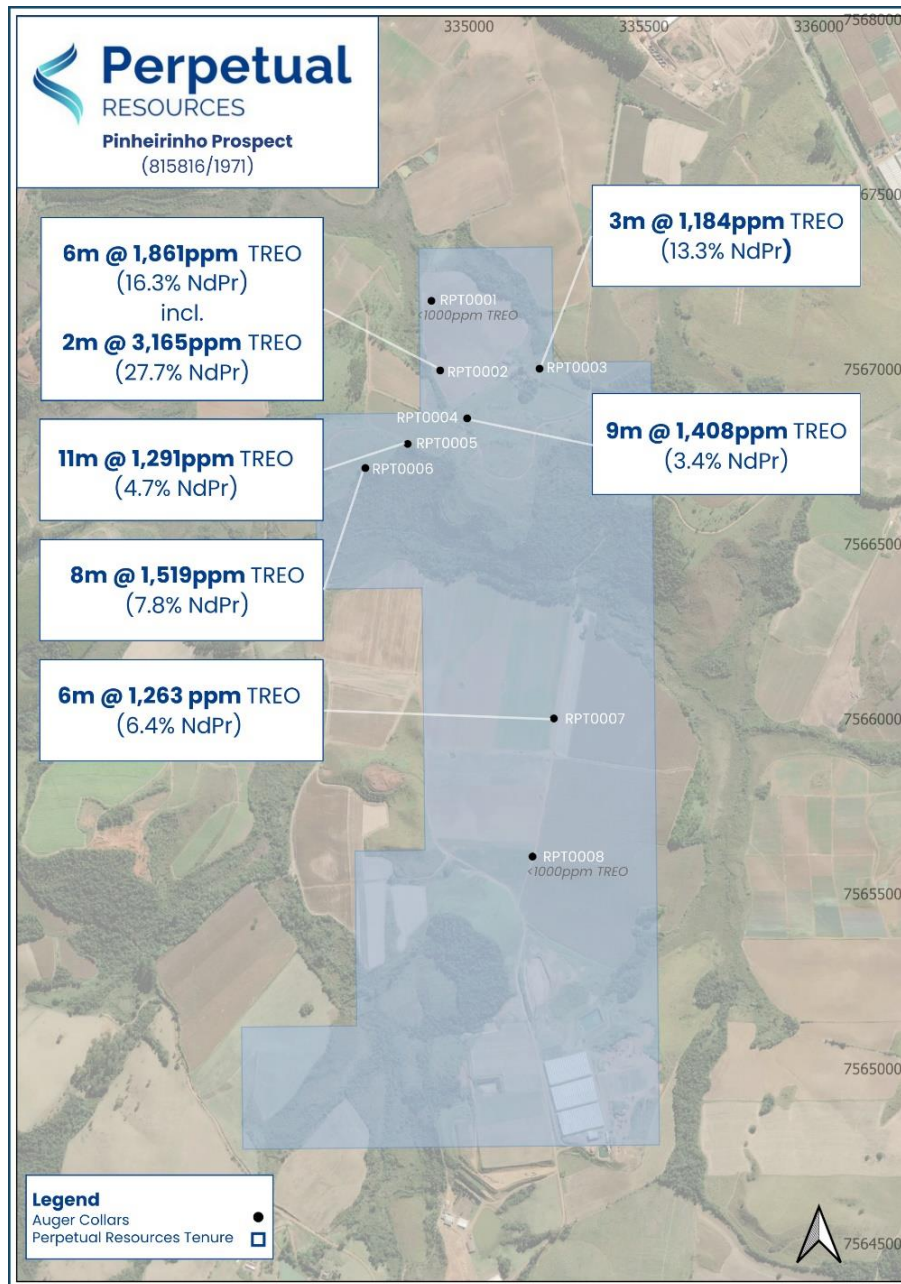 335000
335500
336000
7568000
Perpetual
RESOURCES
Pinheirinho Prospect
(815816/1971)
67500
3m @ 1,184ppm TREO
(13.3% NdPr)
6m @ 1,861ppm TREO
(16.3% NdPr)
incl.
2m @ 3,165ppm TREO
(27.7% NdPr)
RPT0001
<1000ppm TREO
RPT0002
RPT0003
7567000
RPT0004
RPT0005
RPT0006
9m @ 1,408ppm TREO
(3.4% NdPr)
11m @ 1,291ppm TREO
(4.7% NdPr)
7566500
8m @ 1,519ppm TREO
(7.8% NdPr)
6m @ 1,263 ppm TREO
(6.4% NdPr)
RPT0007
7566000
RPT0008
<1000ppm TREO
7565500
7565000
Legend
Auger Collars
Perpetual Resources Tenure
7564500